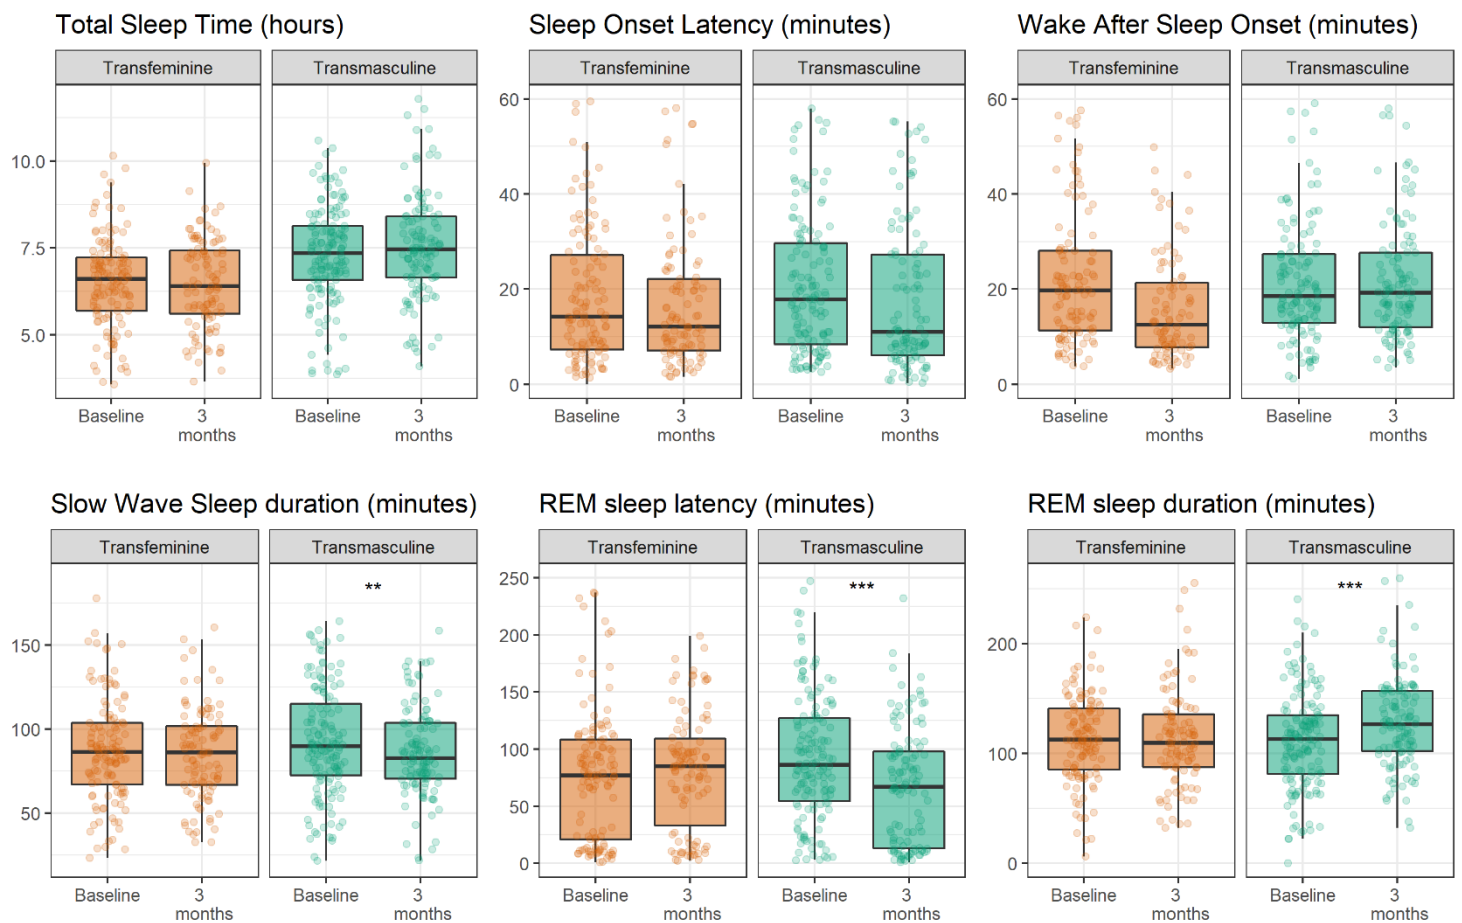 Total Sleep Time (hours)
Transfeminine
Transmasculine
10.0
7.5
5.0
Baseline
3
months
Baseline
3
months
Sleep Onset Latency (minutes)
Transfeminine
Transmasculine
60
40
20
0
Baseline
3
months
Baseline
3
months
Wake After Sleep Onset (minutes)
Transfeminine
Transmasculine
60
40
20
0
Baseline
3
months
Baseline
3
months
Slow Wave Sleep duration (minutes)
Transfeminine
Transmasculine
**
150
100
50
Baseline
3
months
Baseline
3
months
REM sleep latency (minutes)
Transfeminine
Transmasculine
***
250
200
150
100
50
0
Baseline
3
months
Baseline
3
months
REM sleep duration (minutes)
Transfeminine
Transmasculine
***
200
100
0
Baseline
3
months
Baseline
3
months